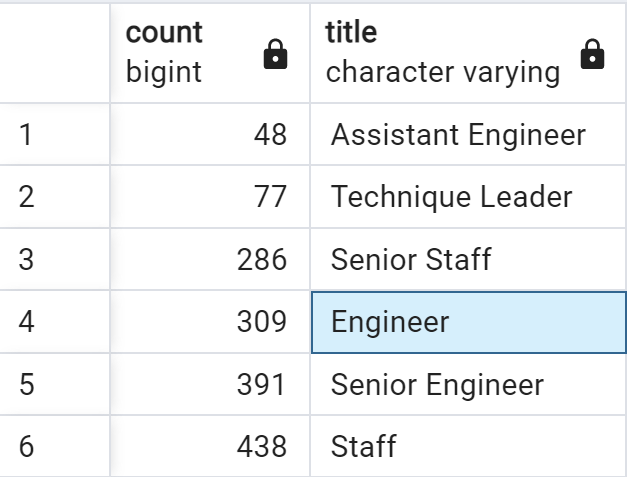 count title
bigint character varying
1 48 Assistant Engineer
2 77 Technique Leader
3 286 Senior Staff
4 309 Engineer
5 391 Senior Engineer
6 438 Staff